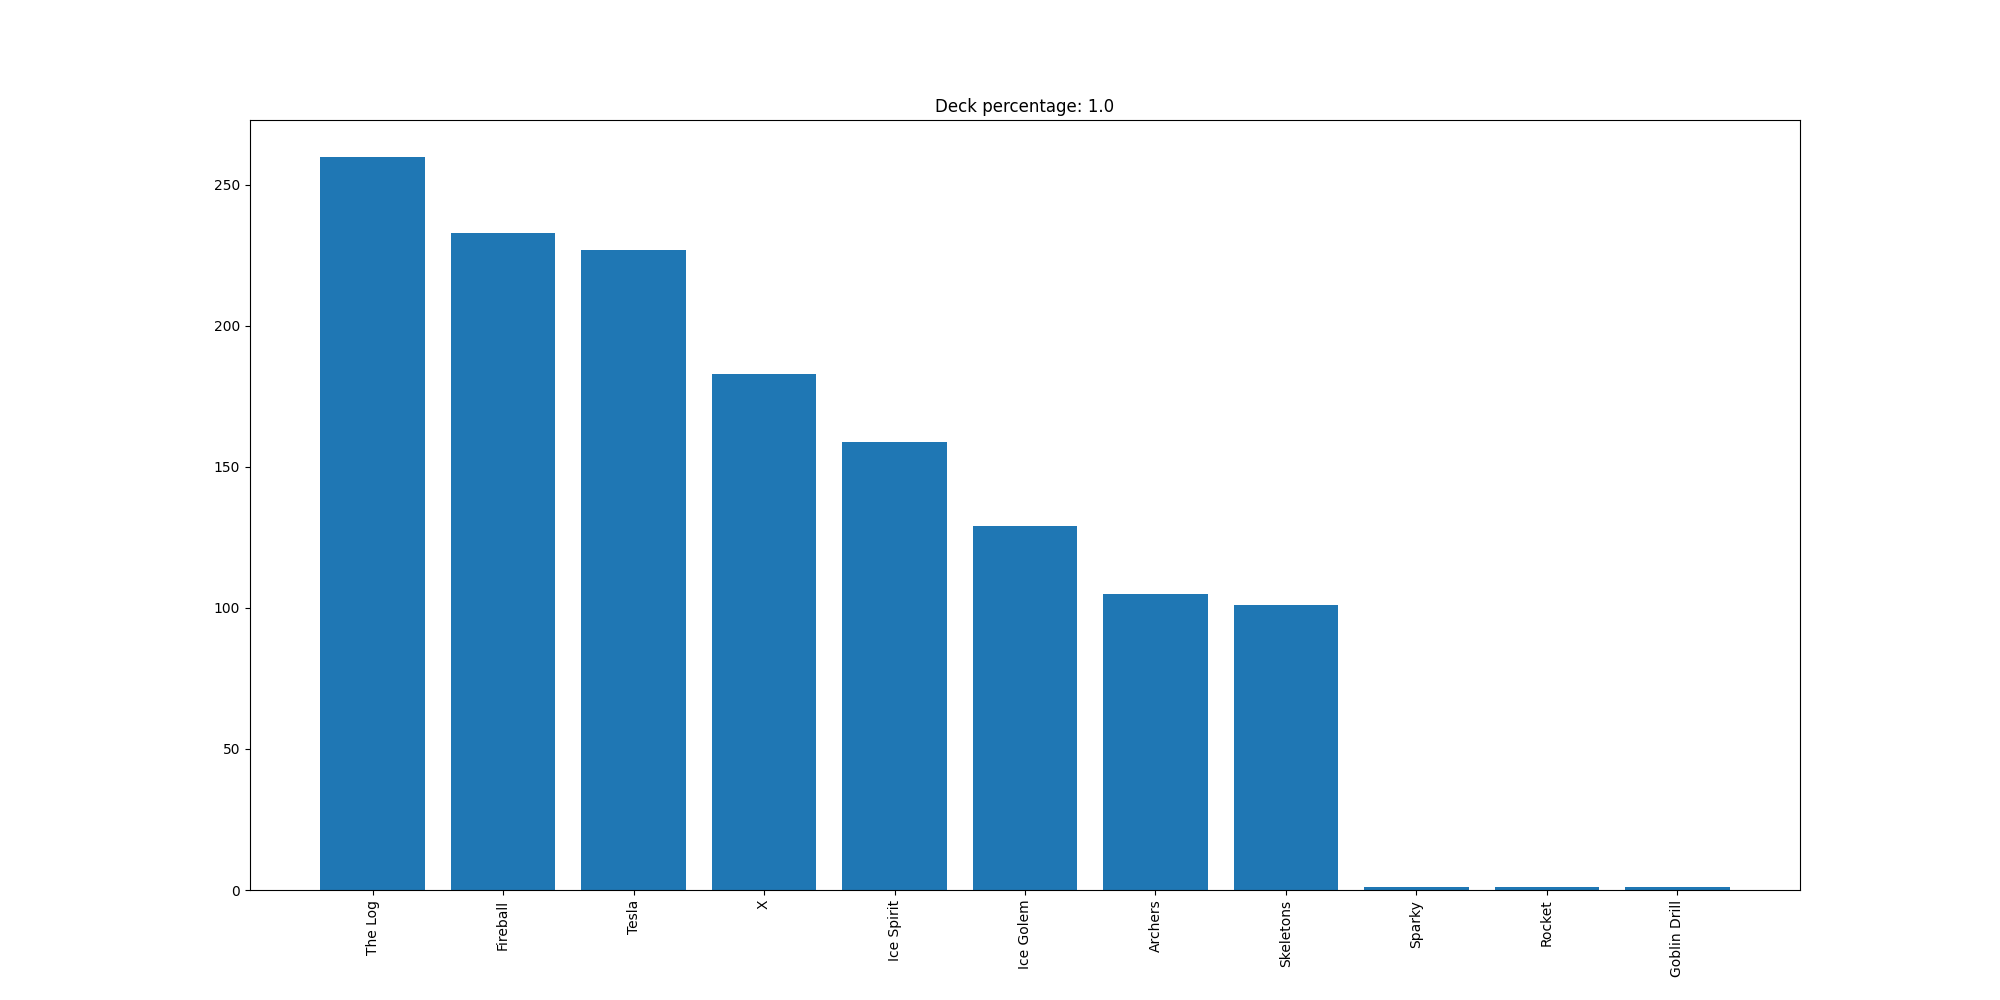 Deck percentage: 1.0
250
200
150
100
50
0
The Log
Fireball
Tesla
X
Ice Spirit
Ice Golem
Archers
Skeletons
Sparky
Rocket
Goblin Drill